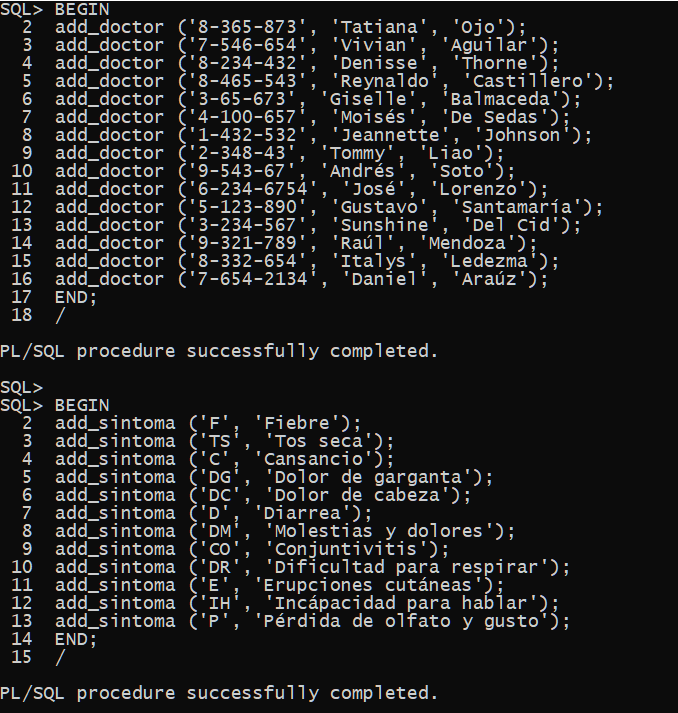 SQL> BEGIN
  2  add_doctor ('8-365-873', 'Tatiana', 'Ojo');
  3  add_doctor ('7-546-654', 'Vivian', 'Aguilar');
  4  add_doctor ('8-234-432', 'Denisse', 'Thorne');
  5  add_doctor ('8-465-543', 'Reynaldo', 'Castillero');
  6  add_doctor ('3-65-673', 'Giselle', 'Balmaceda');
  7  add_doctor ('4-100-657', 'Moisés', 'De Sedas');
  8  add_doctor ('1-432-532', 'Jeannette', 'Johnson');
  9  add_doctor ('2-348-43', 'Tommy', 'Liao');
 10  add_doctor ('9-543-67', 'Andrés', 'Soto');
 11  add_doctor ('6-234-6754', 'José', 'Lorenzo');
 12  add_doctor ('5-123-890', 'Gustavo', 'Santamaría');
 13  add_doctor ('3-234-567', 'Sunshine', 'Del Cid');
 14  add_doctor ('9-321-789', 'Raúl', 'Mendoza');
 15  add_doctor ('8-332-654', 'Italys', 'Ledezma');
 16  add_doctor ('7-654-2134', 'Daniel', 'Araúz');
 17  END;
 18  /
PL/SQL procedure successfully completed.
SQL>
SQL> BEGIN
  2  add_sintoma ('F', 'Fiebre');
  3  add_sintoma ('TS', 'Tos seca');
  4  add_sintoma ('C', 'Cansancio');
  5  add_sintoma ('DG', 'Dolor de garganta');
  6  add_sintoma ('DC', 'Dolor de cabeza');
  7  add_sintoma ('D', 'Diarrea');
  8  add_sintoma ('DM', 'Molestias y dolores');
  9  add_sintoma ('CO', 'Conjuntivitis');
 10  add_sintoma ('DR', 'Dificultad para respirar');
 11  add_sintoma ('E', 'Erupciones cutáneas');
 12  add_sintoma ('IH', 'Incápacidad para hablar');
 13  add_sintoma ('P', 'Pérdida de olfato y gusto');
 14  END;
 15  /
PL/SQL procedure successfully completed.